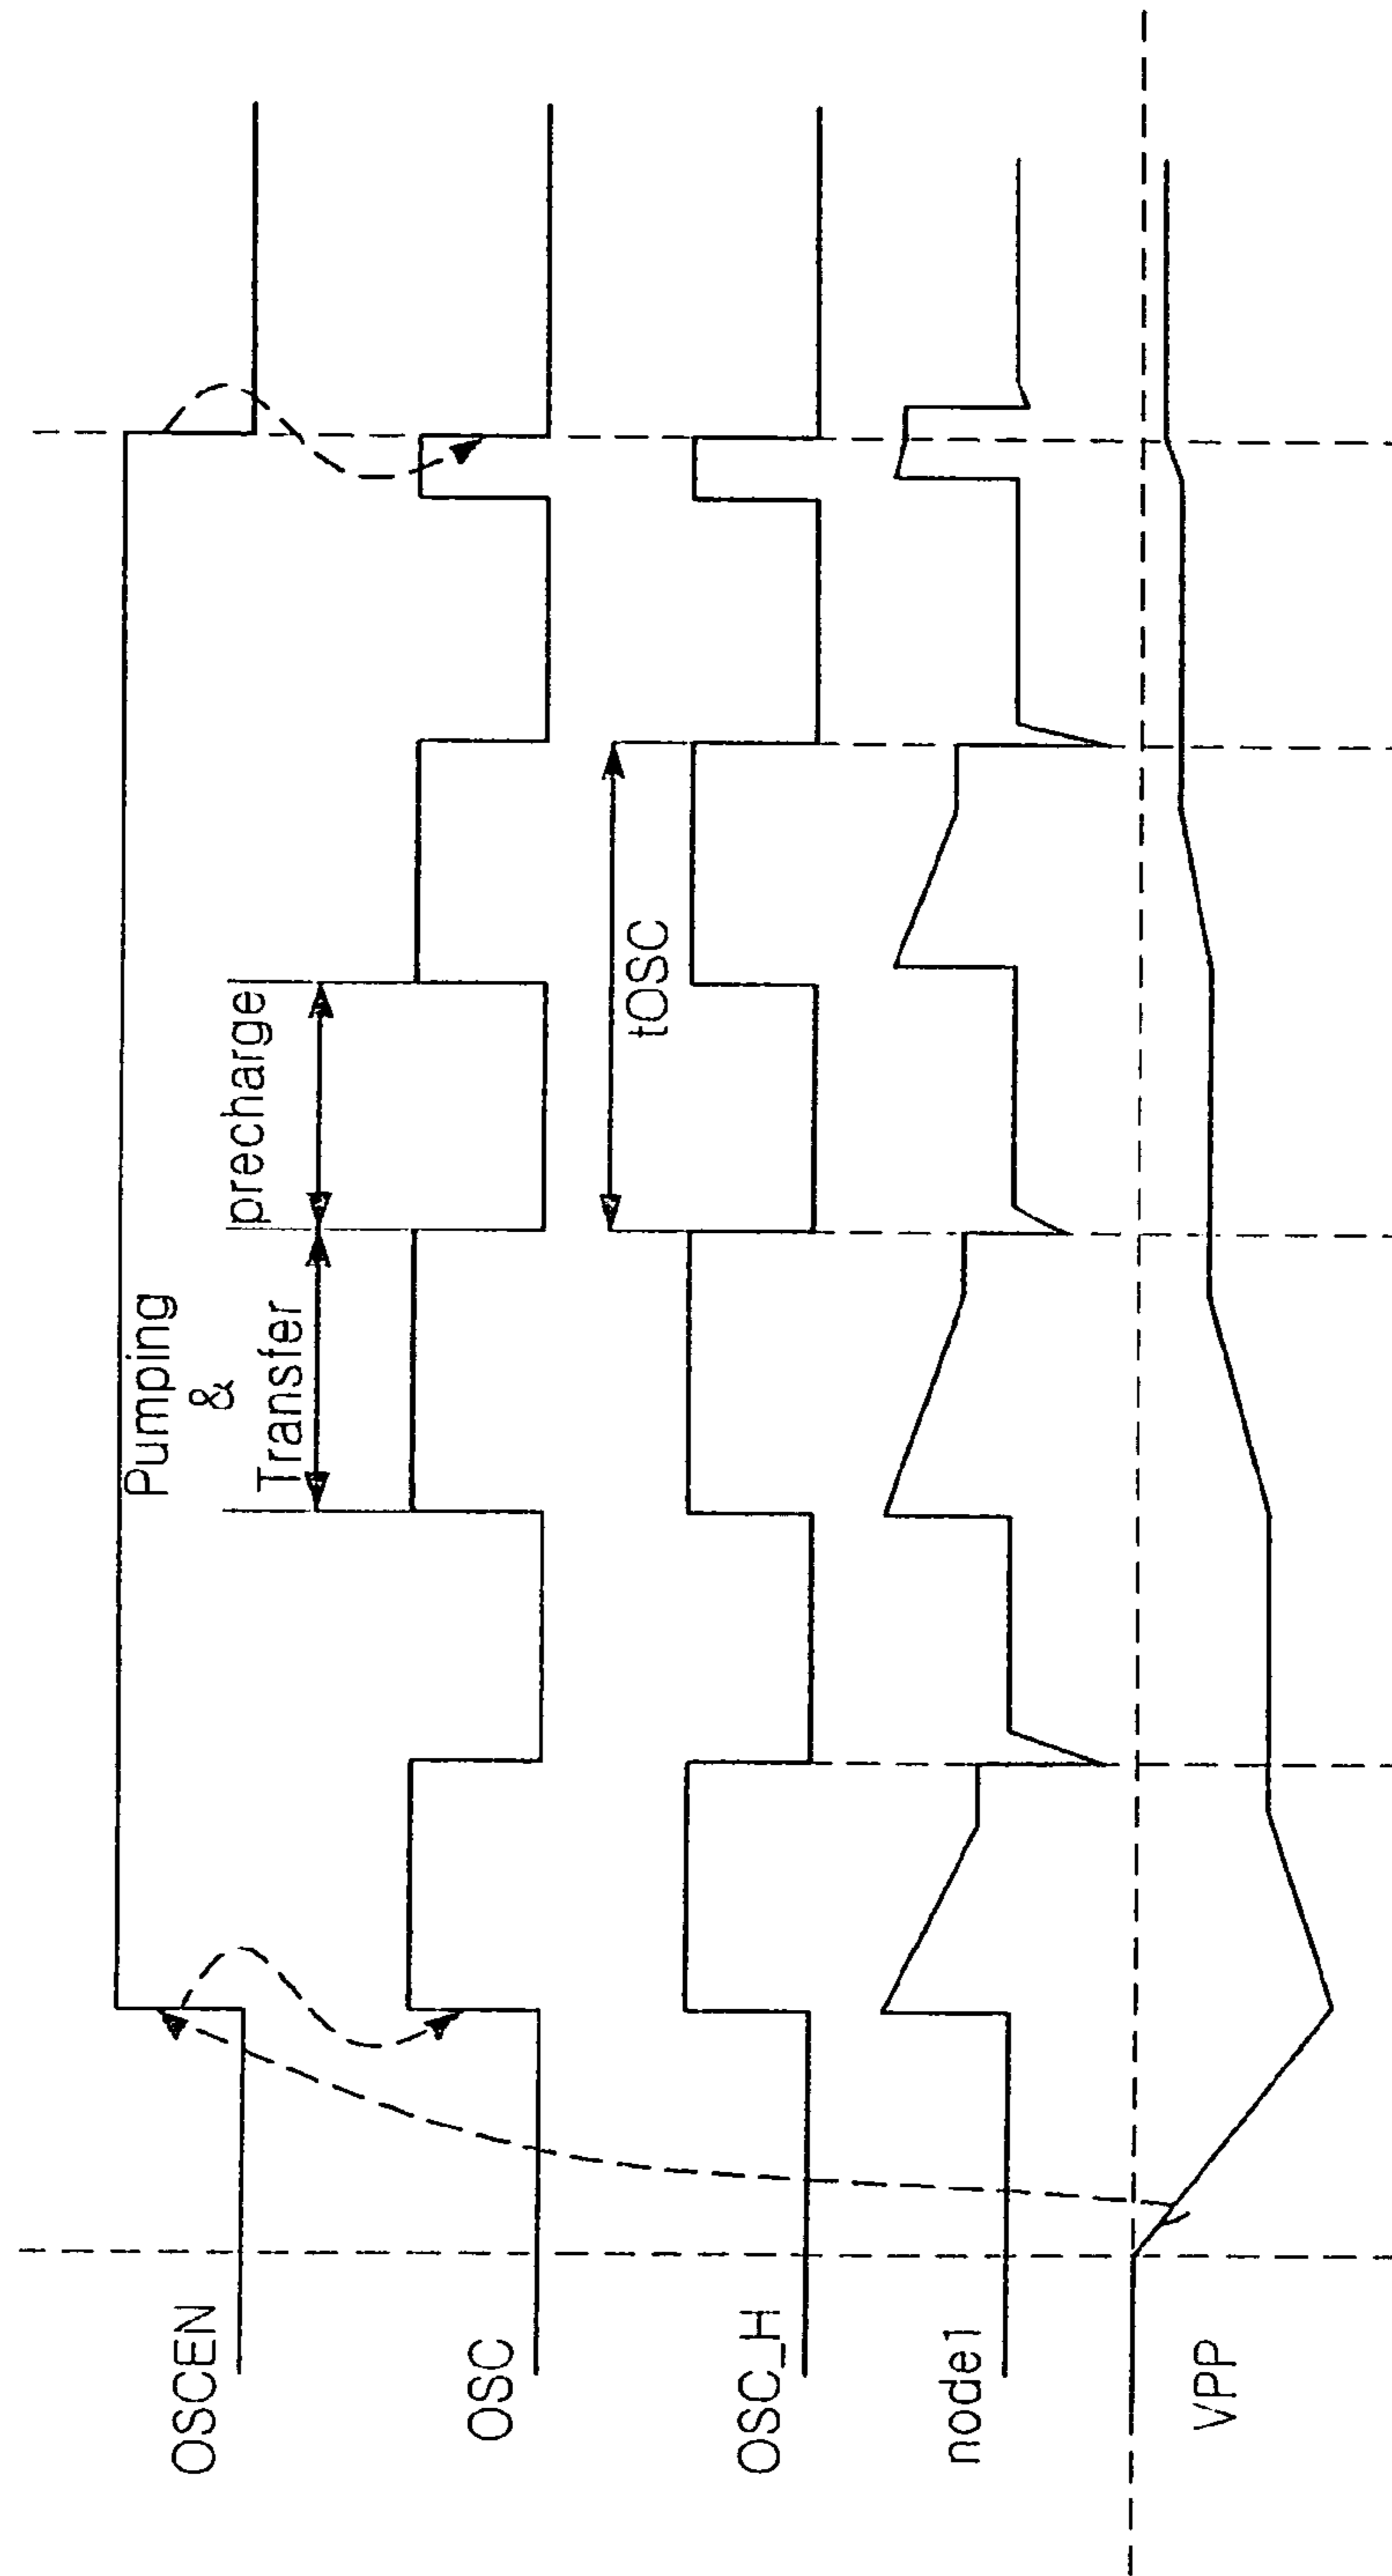 OSCEN
Pumping
&
Transfer
precharge
OSC
tOSC
OSC_H
node1
VPP